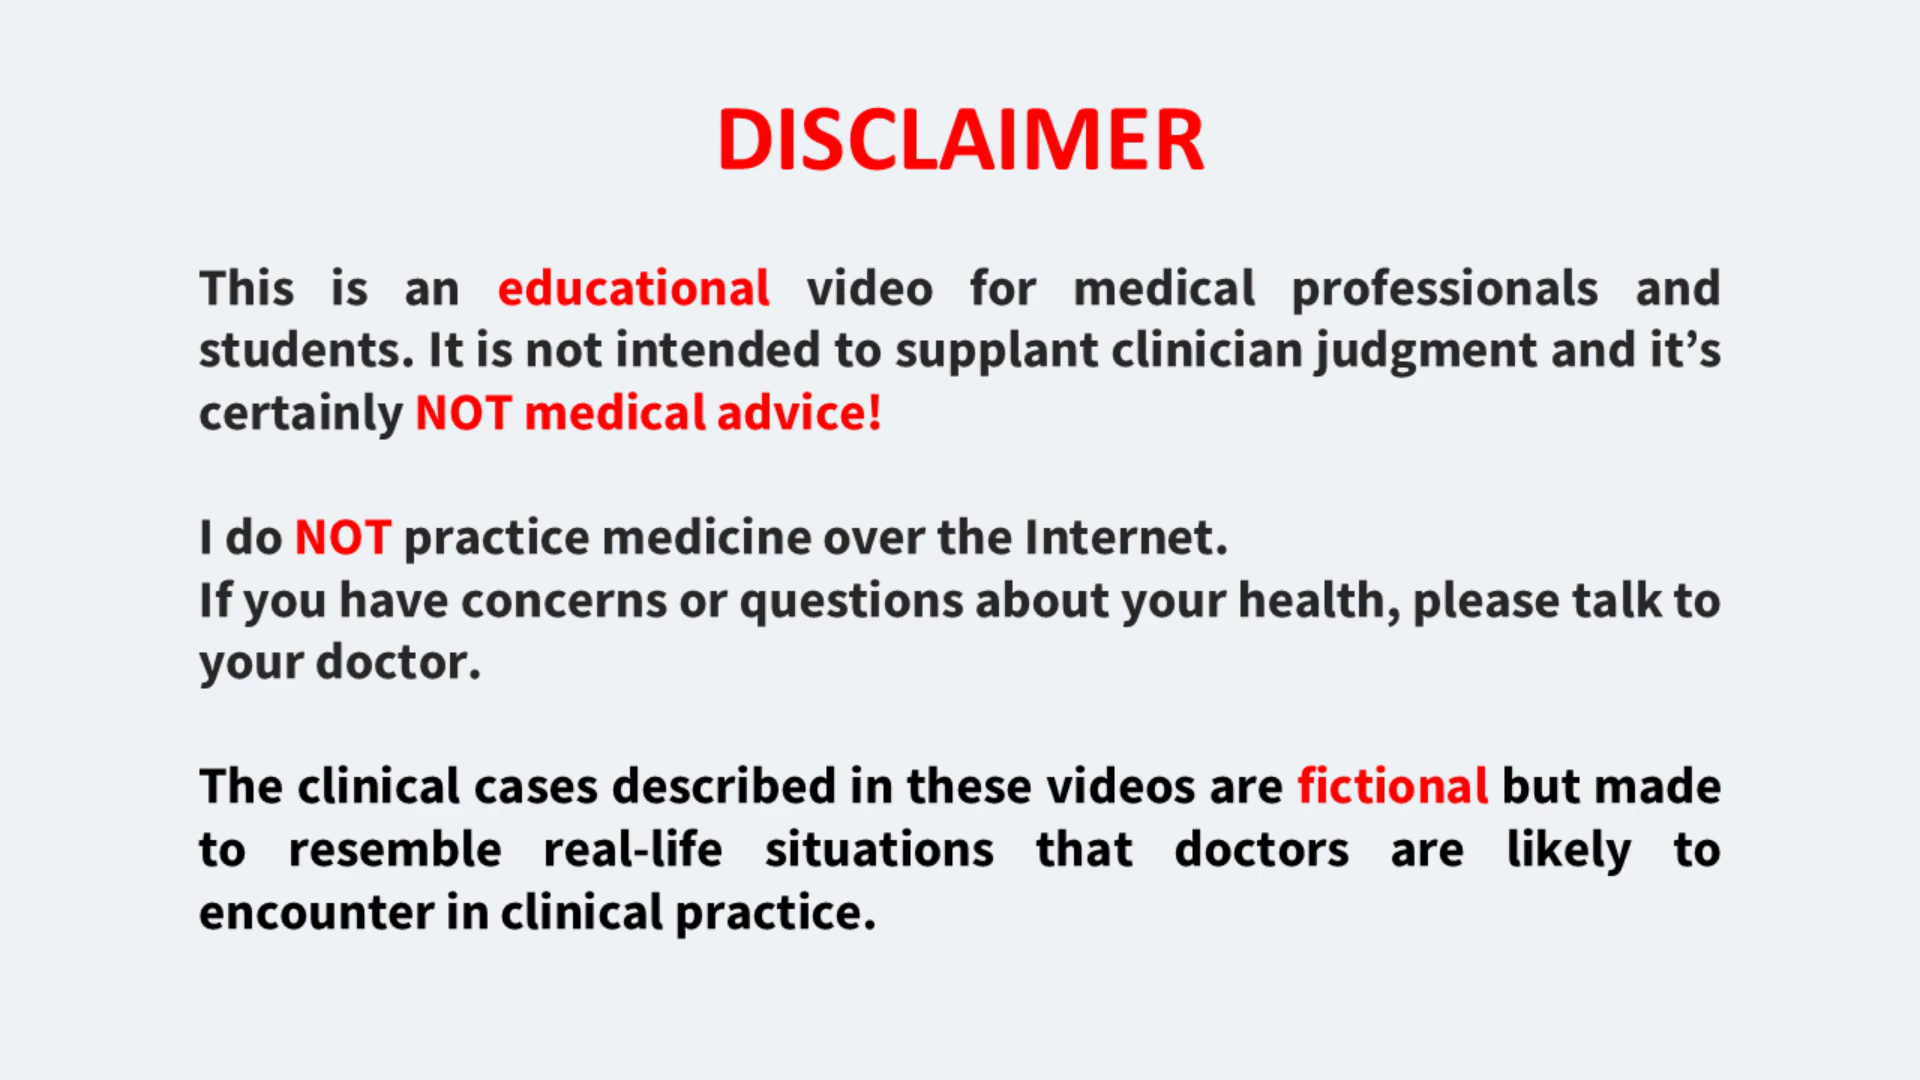 DISCLAIMER
This is an educational video for medical professionals and
students. It is not intended to supplant clinician judgment and it’s
certainly NOT medical advice!
I do NOT practice medicine over the Internet.
If you have concerns or questions about your health, please talk to
your doctor.
The clinical cases described in these videos are fictional but made
to resemble real-life situations that doctors are likely to
encounter in clinical practice.